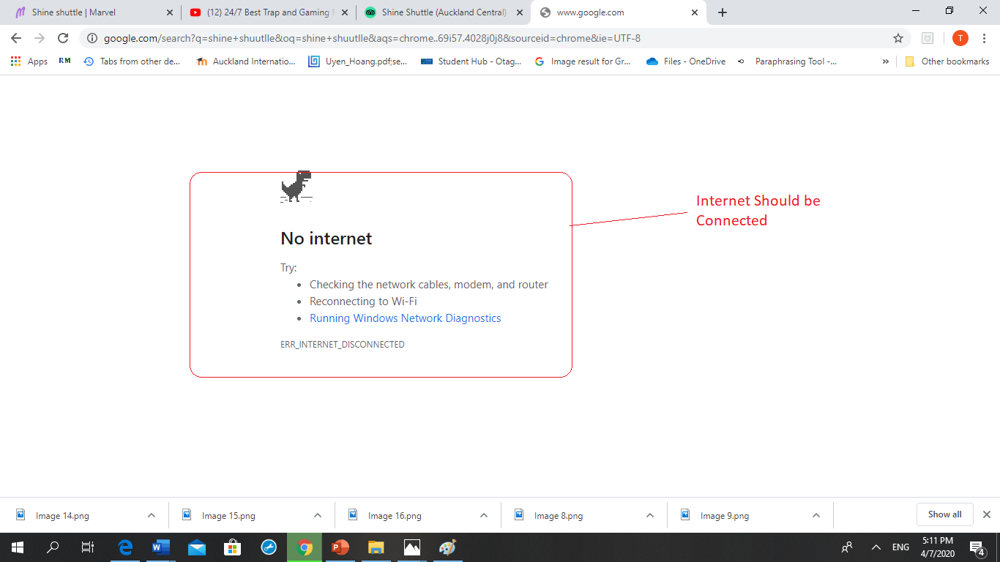 Shine shuttle | Marvel
(12) 24/7 Best Trap and Gaming
Shine Shuttle (Auckland Central)
www.google.com
google.com/search?q=shine+shuutlle&oq=shine+shuutlle&aqs=chrome..69i57.4028j0j8&sourceid=chrome&ie=UTF-8
T
Apps
RM
Tabs from other de...
Auckland Internatio...
Uyen_Hoang.pdf;se...
Student Hub - Otag...
Image result for Gr...
Files - OneDrive
Paraphrasing Tool -...
»
Other bookmarks
Internet Should be
Connected
No internet
Try:
• Checking the network cables, modem, and router
• Reconnecting to Wi-Fi
• Running Windows Network Diagnostics
ERR_INTERNET_DISCONNECTED
Image 14.png
Image 15.png
Image 16.png
Image 8.png
Image 9.png
Show all
ENG
5:11 PM
4/7/2020
4